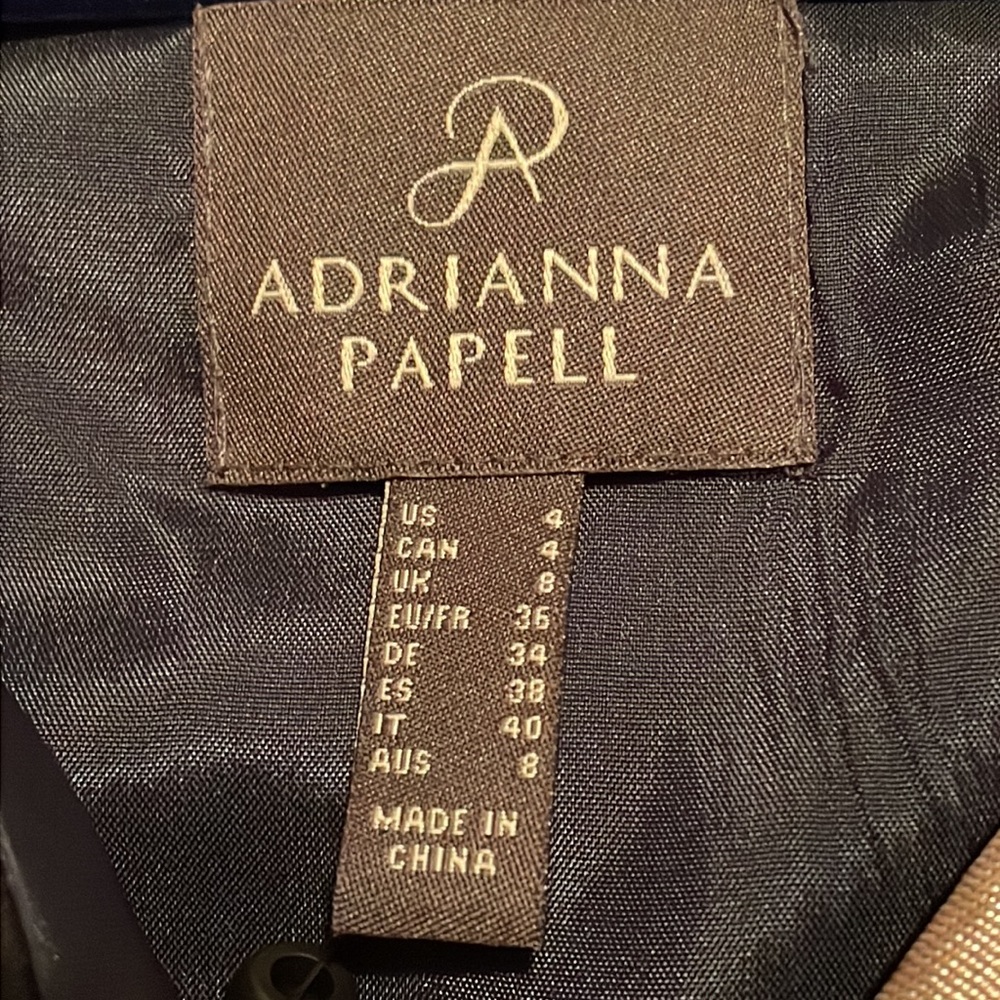 AP
ADRIANNA
PAPELL
US 4
CAN 4
UK 8
EU/FR 36
DE 34
ES 38
IT 40
AUS 8
MADE IN
CHINA